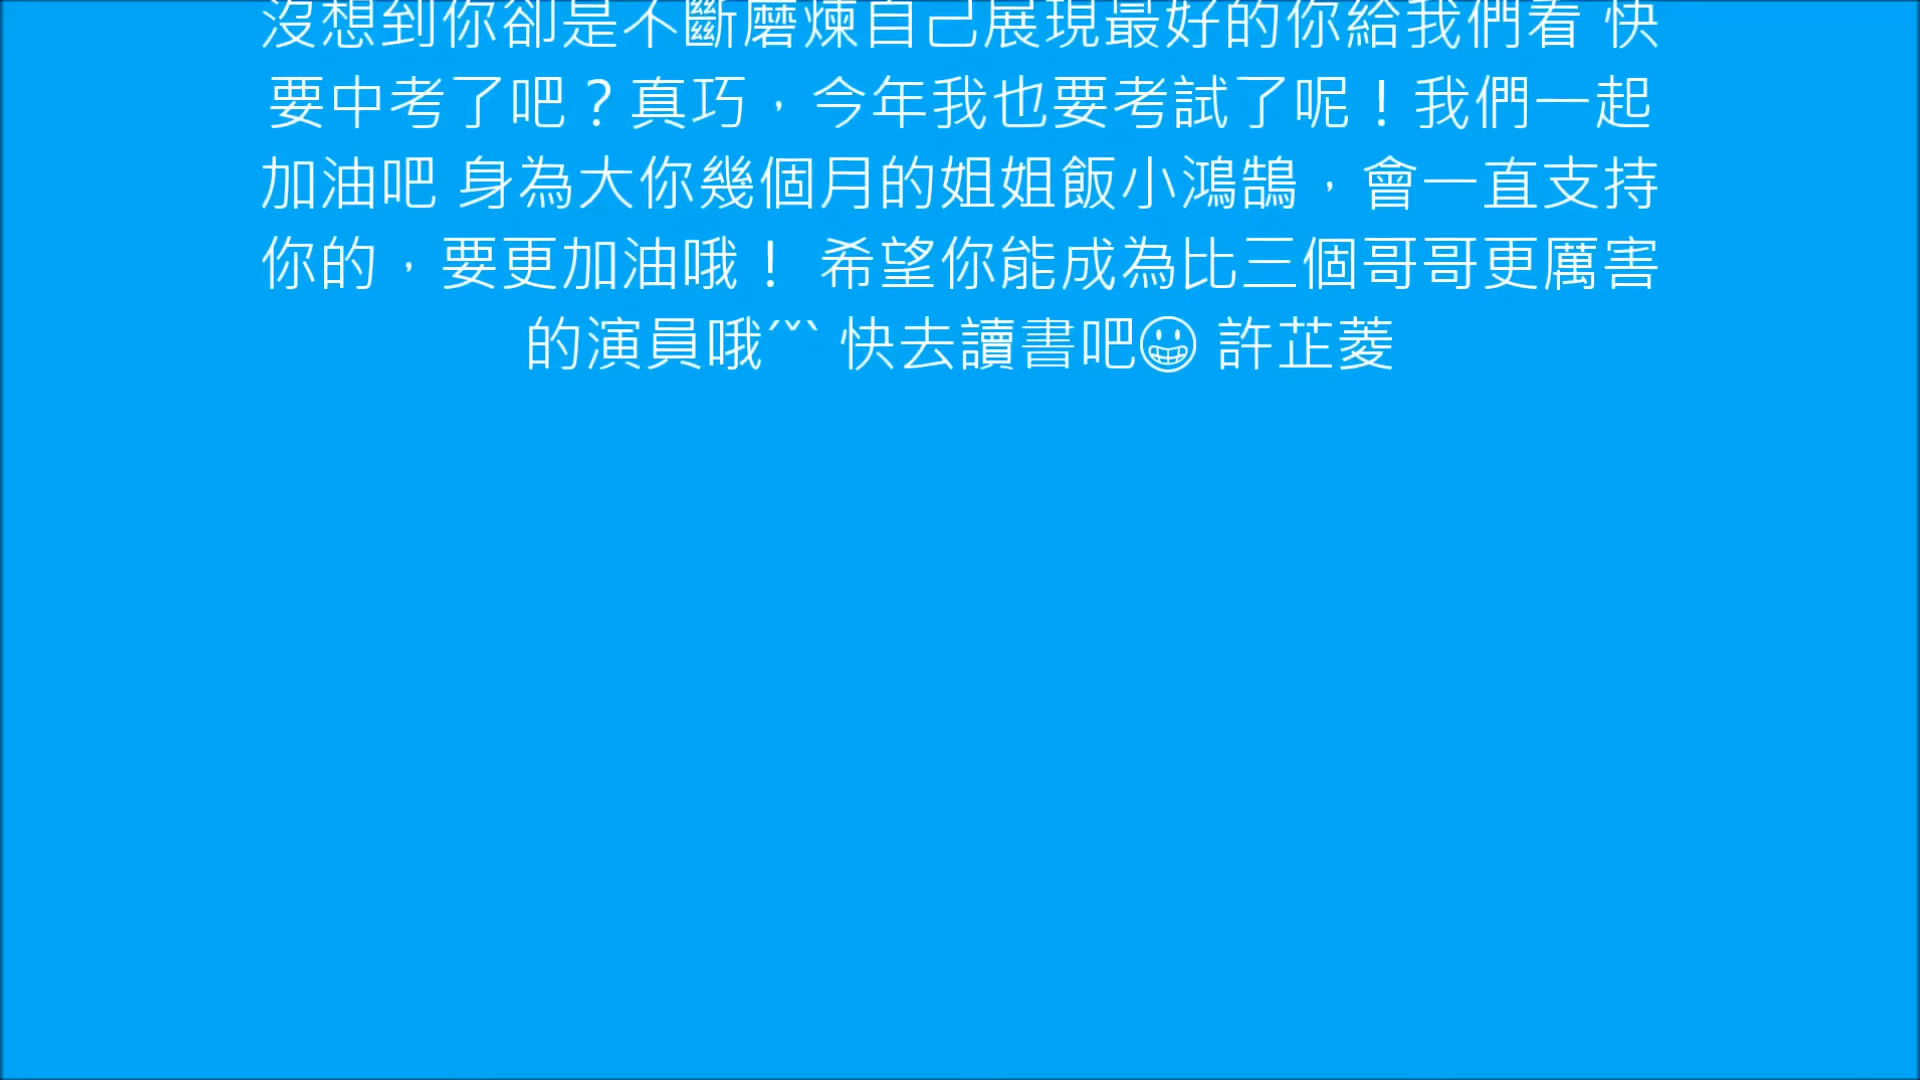 沒想到你卻是不斷磨煉自己展現最好的你給我們看 快
要中考了吧？真巧，今年我也要考試了呢！我們一起
加油吧 身為大你幾個月的姐姐飯小鴻鵠，會一直支持
你的，要更加油哦！ 希望你能成為比三個哥哥更厲害
的演員哦ˊˇˋ 快去讀書吧😀 許芷菱